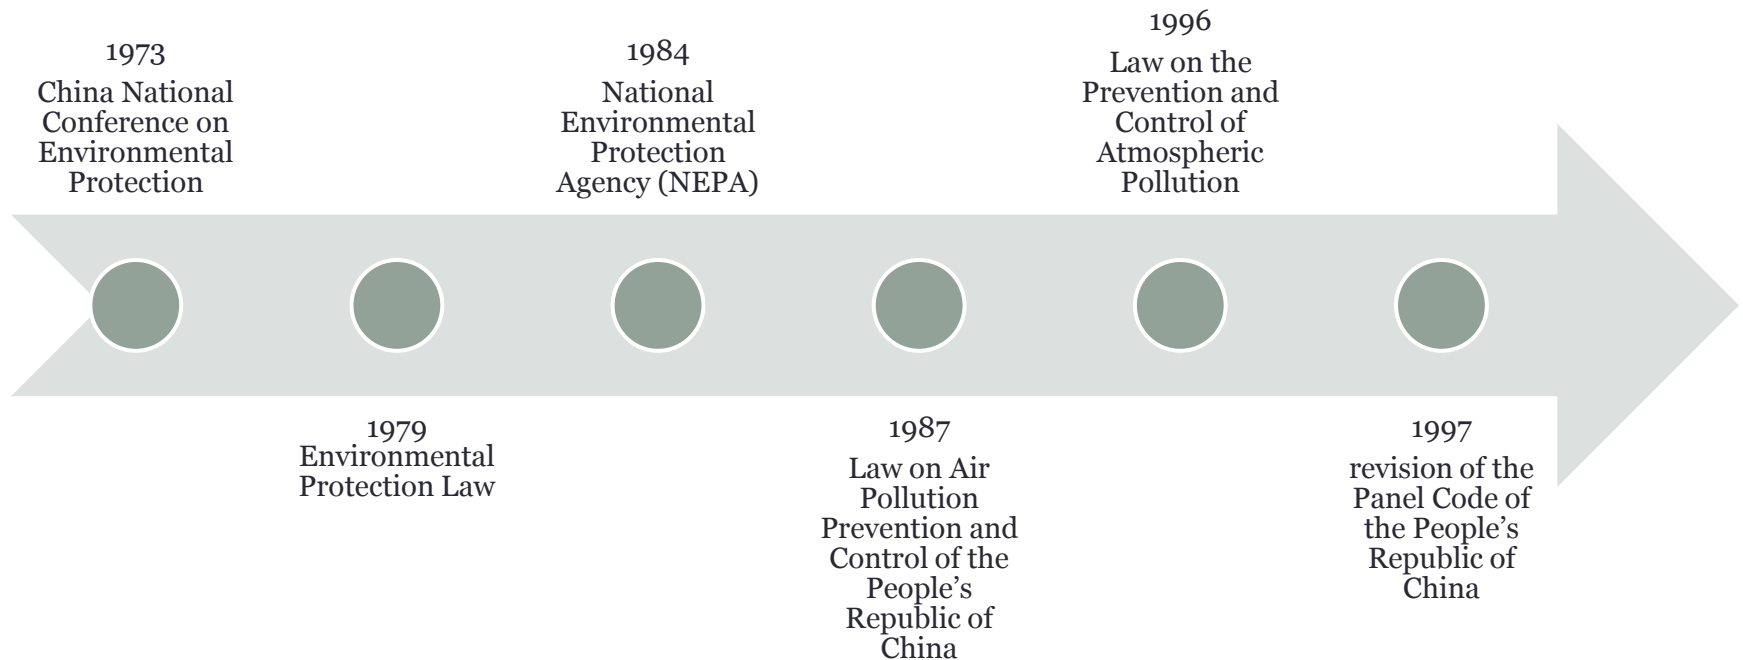 1973
China National
Conference on
Environmental
Protection
1979
Environmental
Protection Law
1984
National
Environmental
Protection
Agency (NEPA)
1987
Law on Air
Pollution
Prevention and
Control of the
People’s
Republic of
China
1996
Law on the
Prevention and
Control of
Atmospheric
Pollution
1997
revision of the
Panel Code of
the People’s
Republic of
China